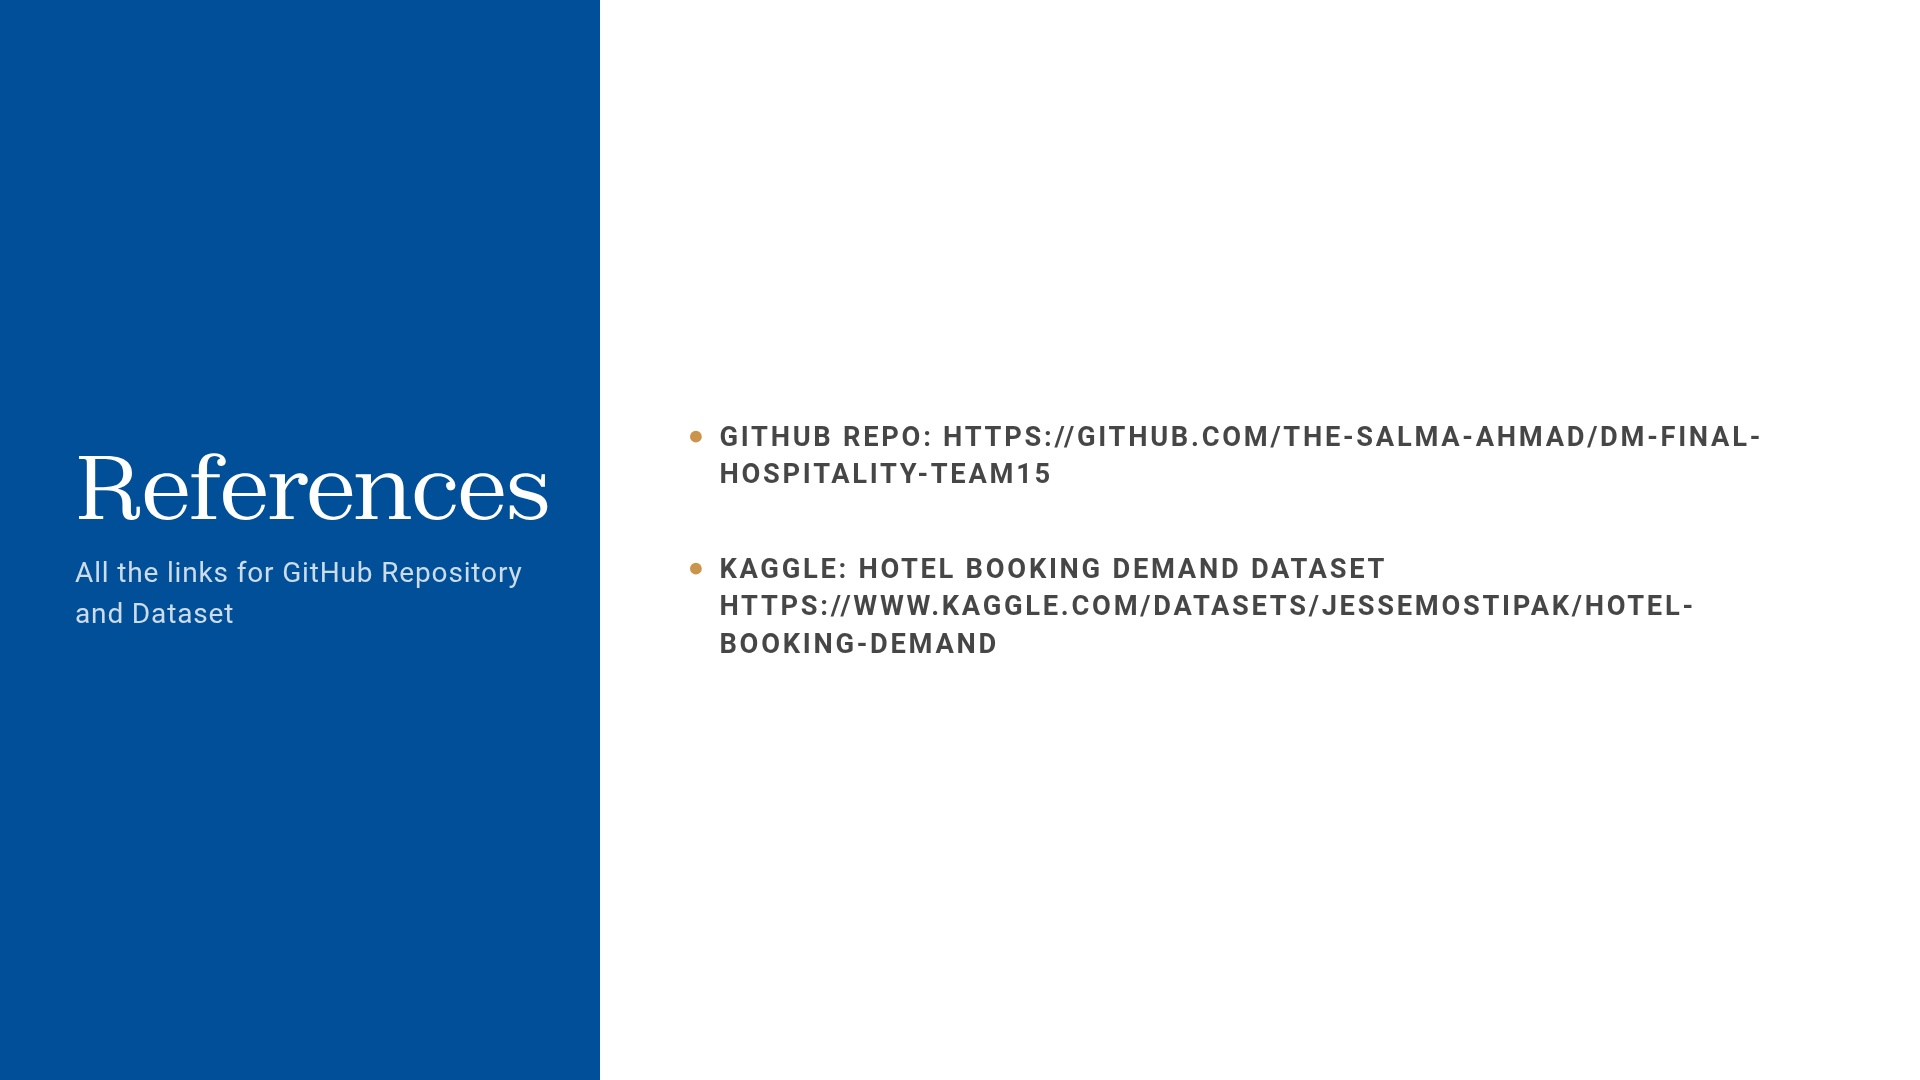 References
All the links for GitHub Repository
and Dataset
GITHUB REPO: HTTPS://GITHUB.COM/THE-SALMA-AHMAD/DM-FINAL-
HOSPITALITY-TEAM15
KAGGLE: HOTEL BOOKING DEMAND DATASET
HTTPS://WWW.KAGGLE.COM/DATASETS/JESSEMOSTIPAK/HOTEL-
BOOKING-DEMAND